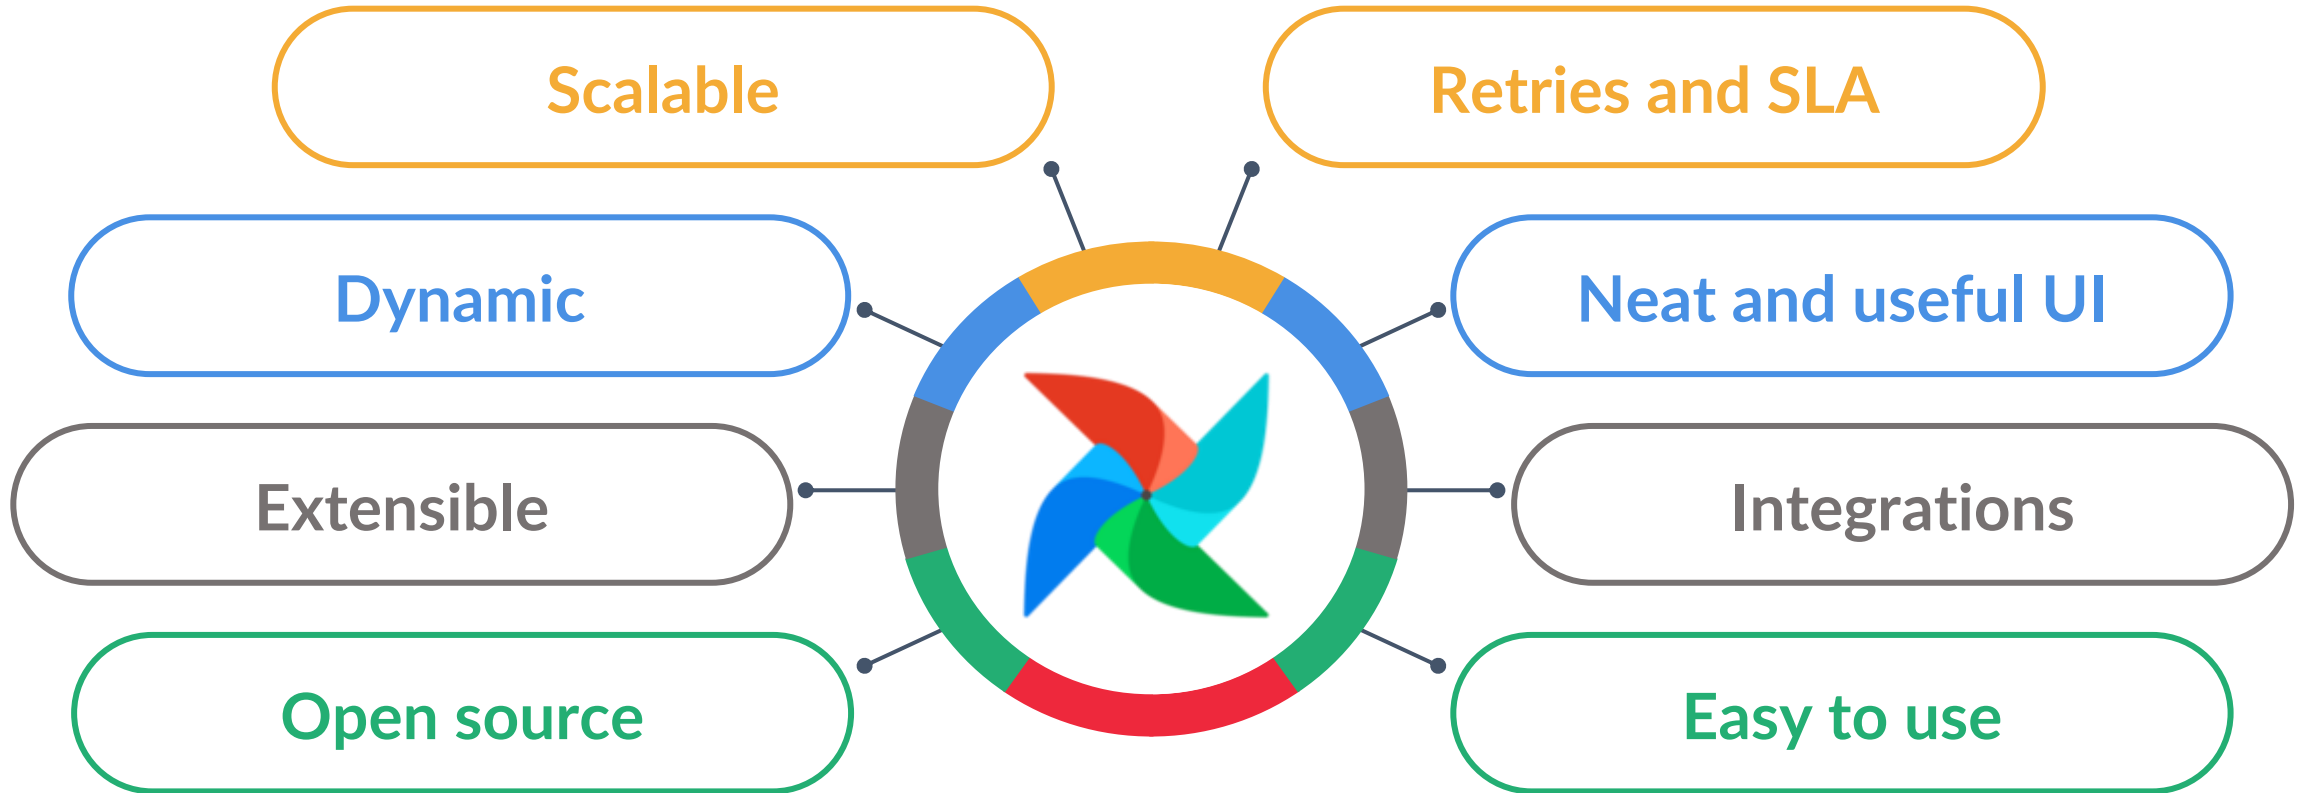 Scalable
Retries and SLA
Dynamic
Neat and useful UI
Extensible
Integrations
Open source
Easy to use